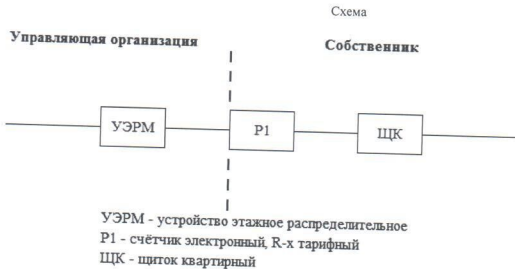 Схема
Управляющая организация
Собственник
УЭРМ
Р1
ЩК
УЭРМ - устройство этажное распределительное
Р1 - счётчик электронный, R-х тарифный
ЩК - щиток квартирный